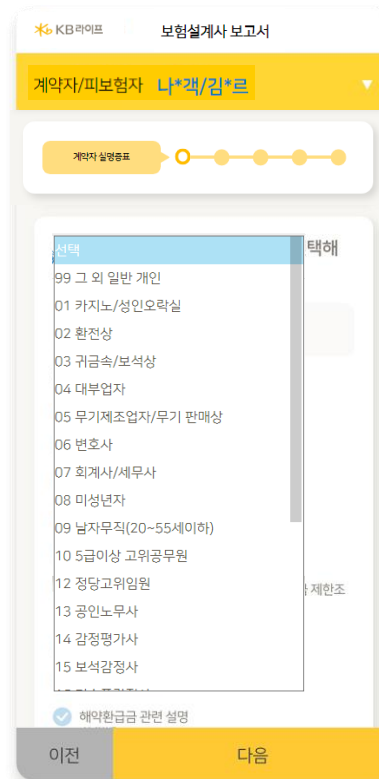 KB라이프
보험설계사 보고서
계약자/피보험자 나*객/김*르
계약자 실명증표
택해
선택
99 그 외 일반 개인
01 카지노/성인오락실
02 환전상
03 귀금속/보석상
04 대부업자
05 무기제조업자/무기 판매상
06 변호사
07 회계사/세무사
08 미성년자
09 남자무직(20~55세이하)
10 5급이상 고위공무원
12 정당고위임원
제한조
13 공인노무사
14 감정평가사
15 보석감정사
해약환급금 관련 설명
이전
다음